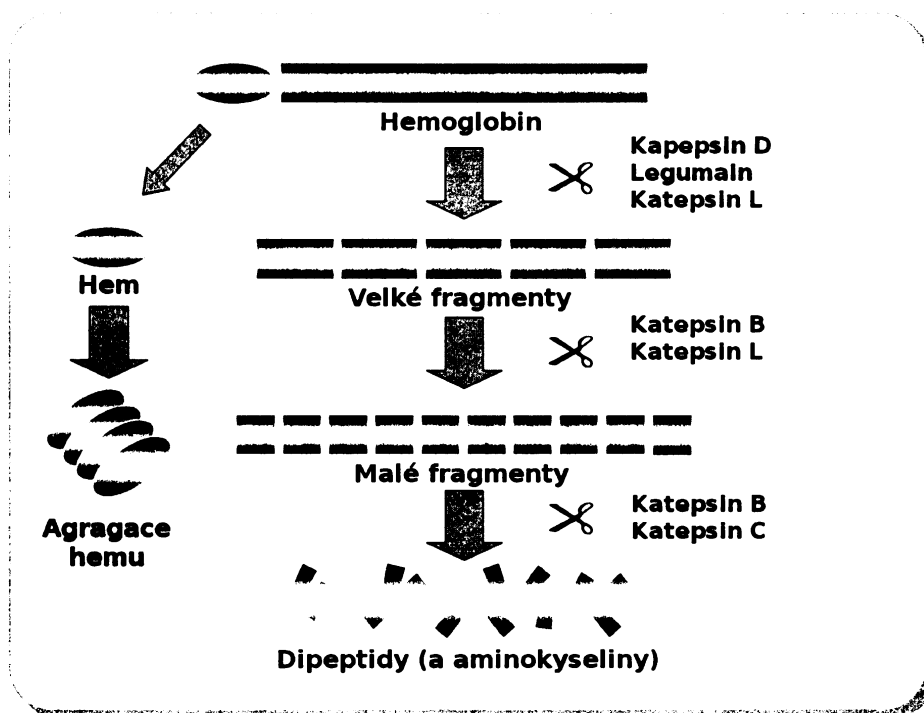 Hemoglobin
Kapepsin D
Legumain
Katepsin L
Hem
Velké fragmenty
Katepsin B
Katepsin L
Malé fragmenty
Agragace
hemu
Katepsin B
Katepsin C
Dipeptidy (a aminokyseliny)